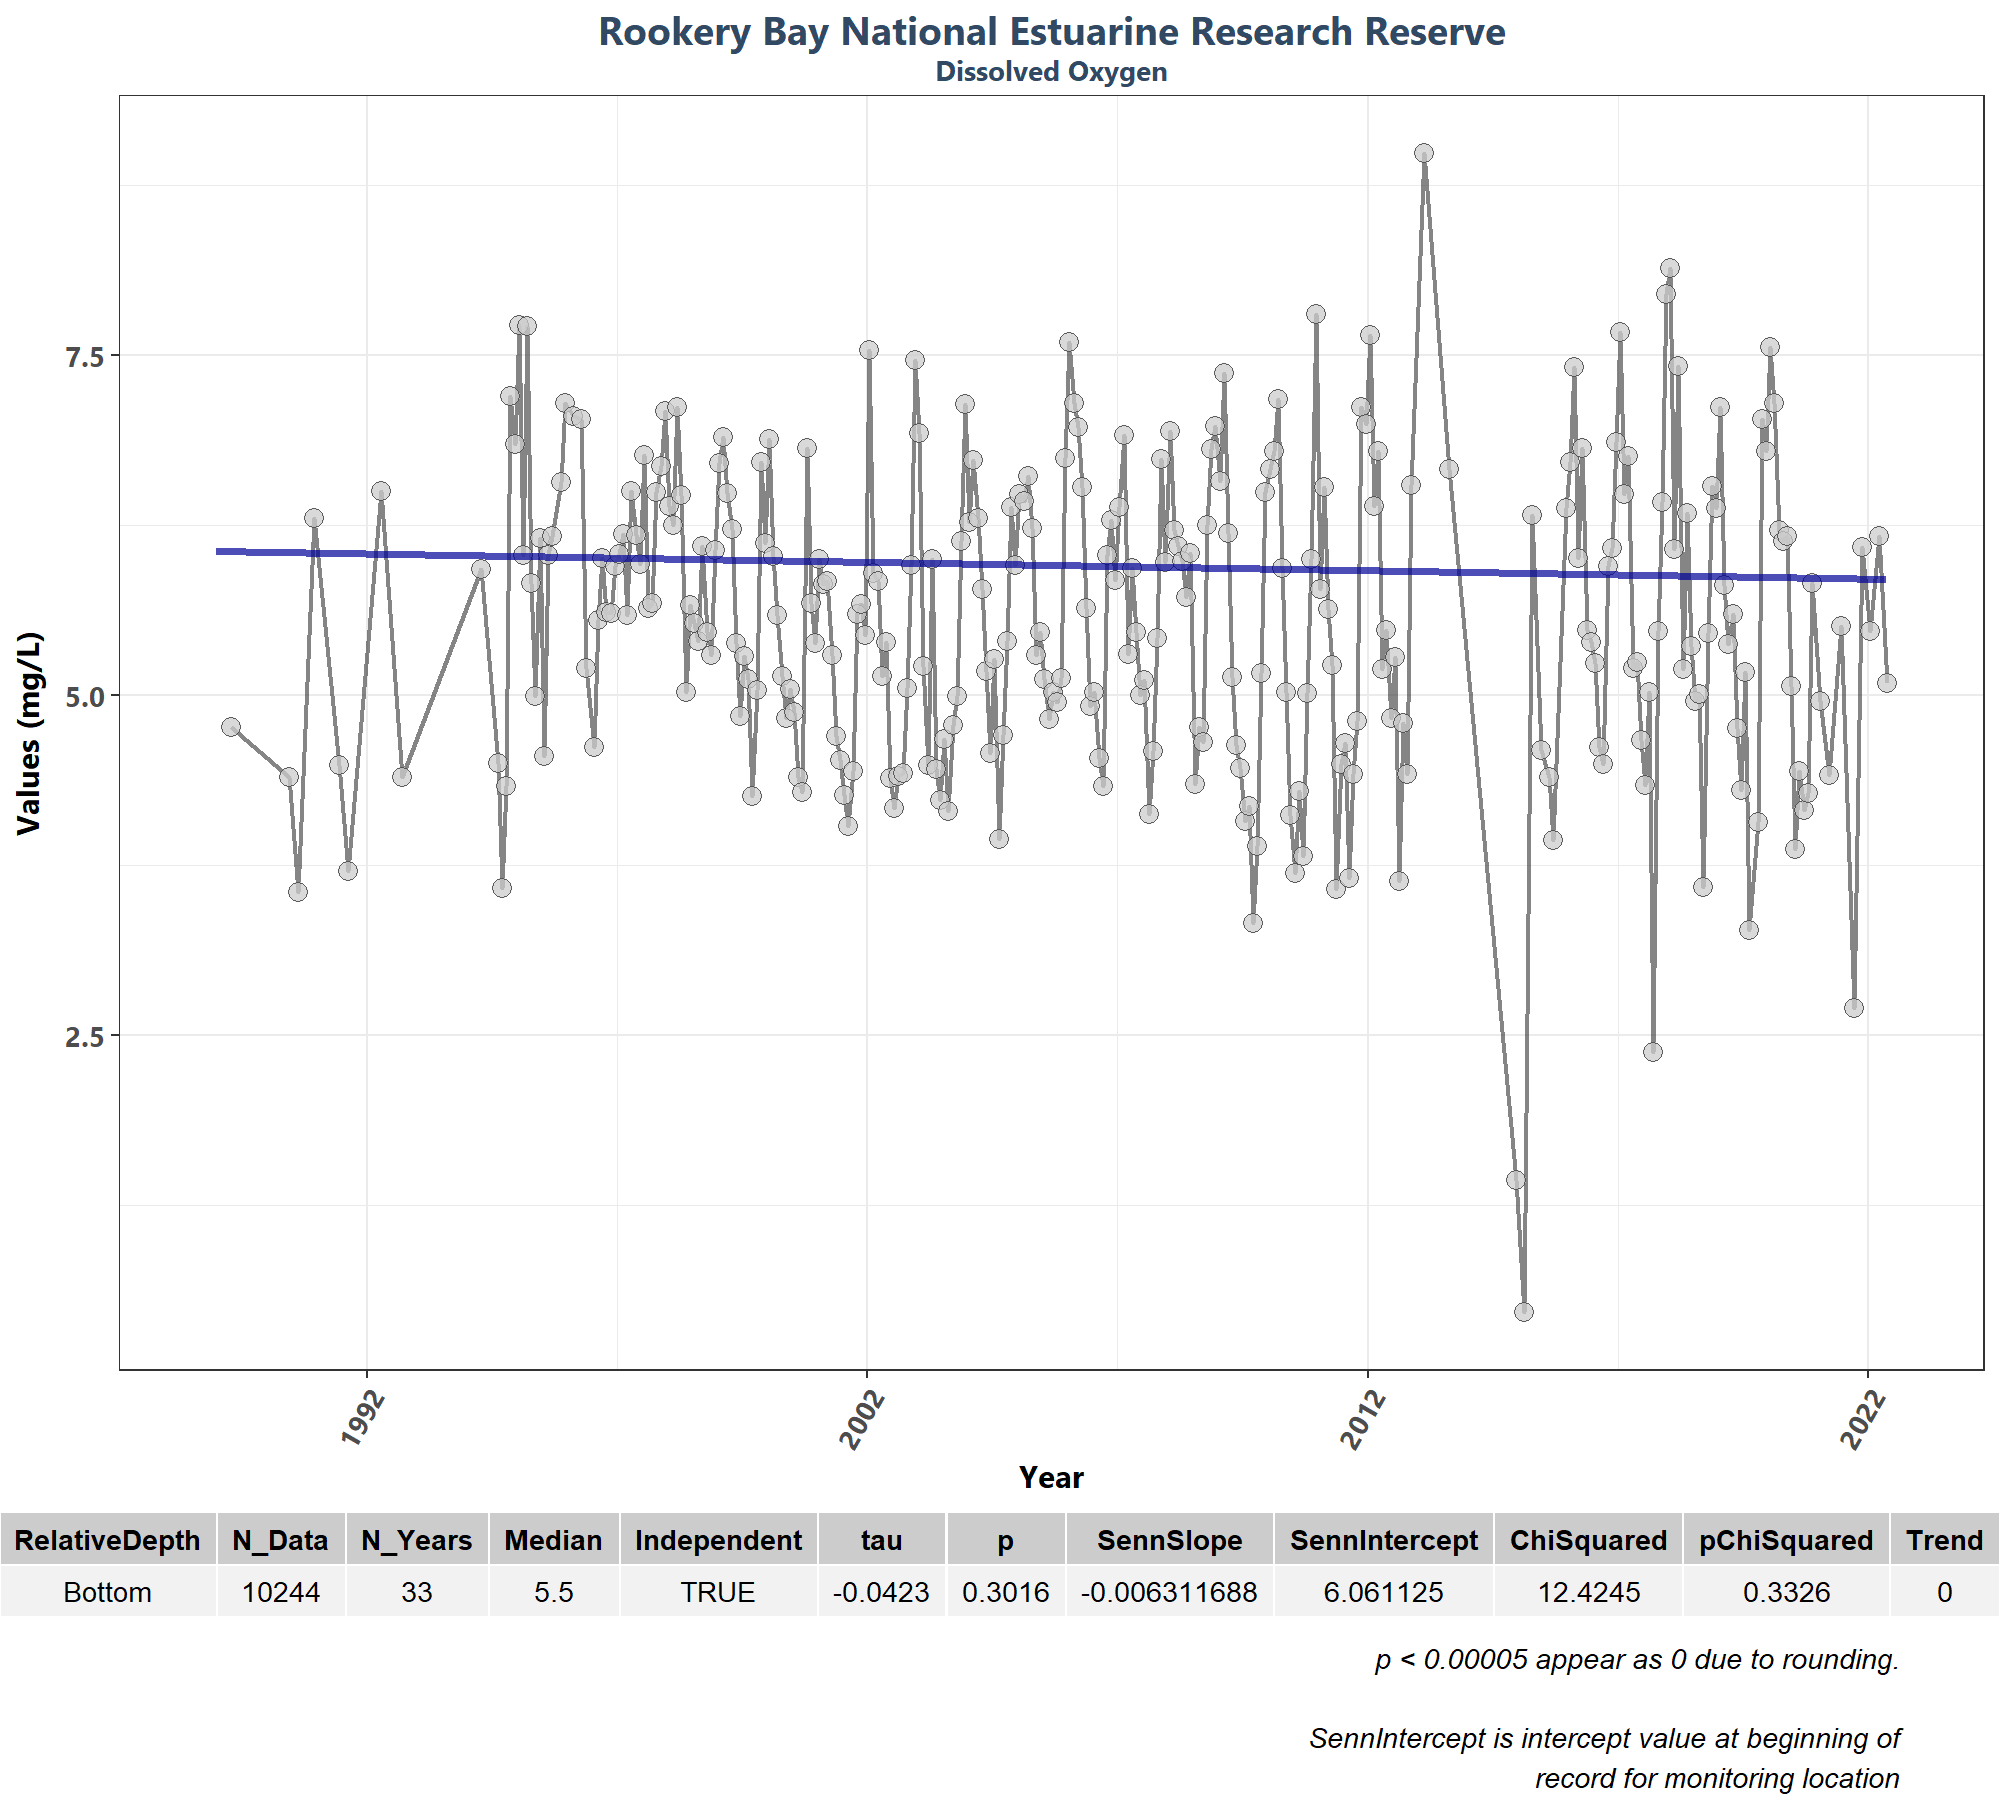 Rookery Bay National Estuarine Research Reserve
Dissolved Oxygen
Values (mg/L)
7.5
5.0
2.5
1992
2002
2012
2022
Year
RelativeDepth N_Data N_Years Median Independent tau p SennSlope SennIntercept ChiSquared pChiSquared Trend
Bottom 10244 33 5.5 TRUE -0.0423 0.3016 -0.006311688 6.061125 12.4245 0.3326 0
p < 0.00005 appear as 0 due to rounding.
SennIntercept is intercept value at beginning of
record for monitoring location